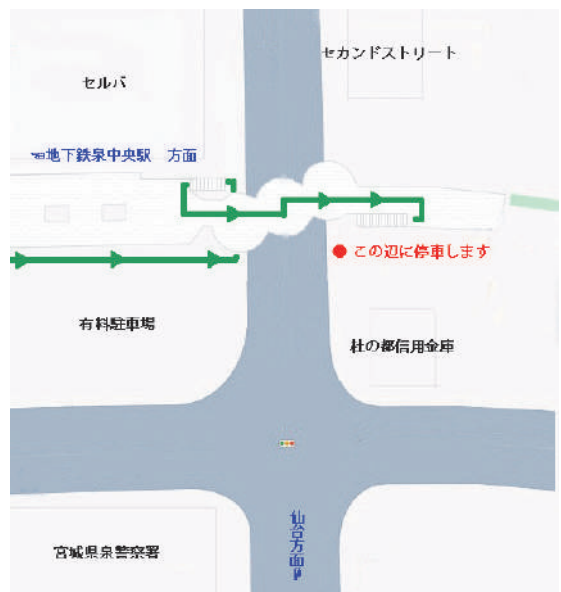 セカンドストリート
セルバ
⇦地下鉄泉中央駅 方面
この辺に停車します
有料駐車場
杜の都信用金庫
仙台方面⇩
宮城県泉警察署